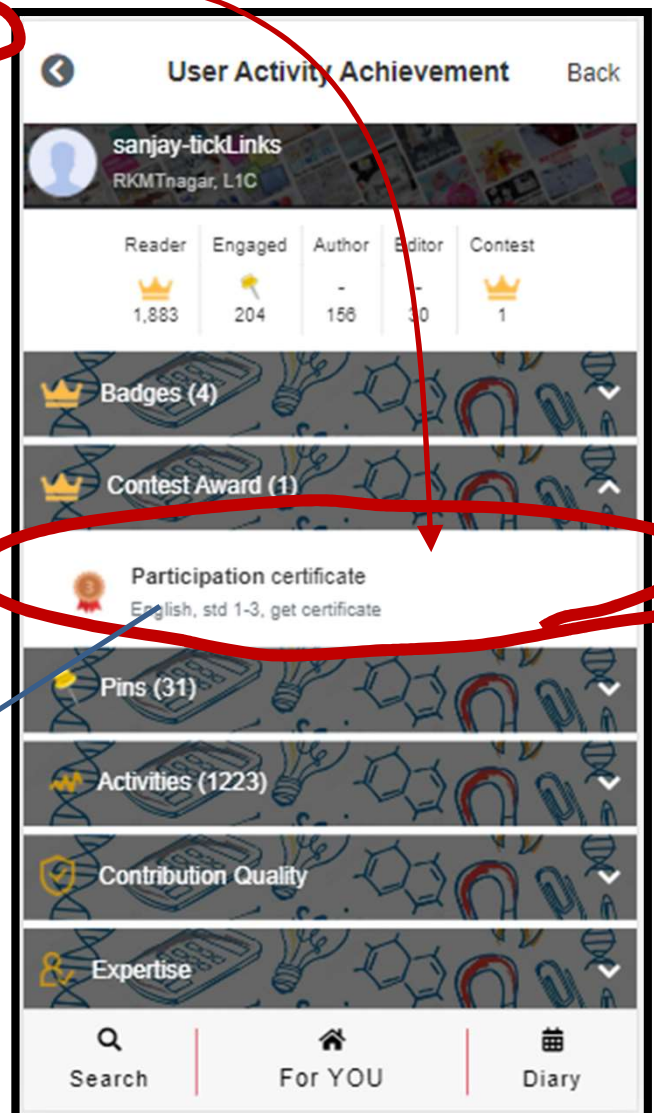 User Activity Achievement Back
sanjay-tickLinks
RKMTnagar, L1C
Reader Engaged Author Editor Contest
- -
1,883 204 156 30 1
Badges (4)
Contest Award (1)
3
Participation certificate
English, std 1-3, get certificate
Pins (31)
Activities (1223)
Contribution Quality
Expertise
Search For YOU Diary